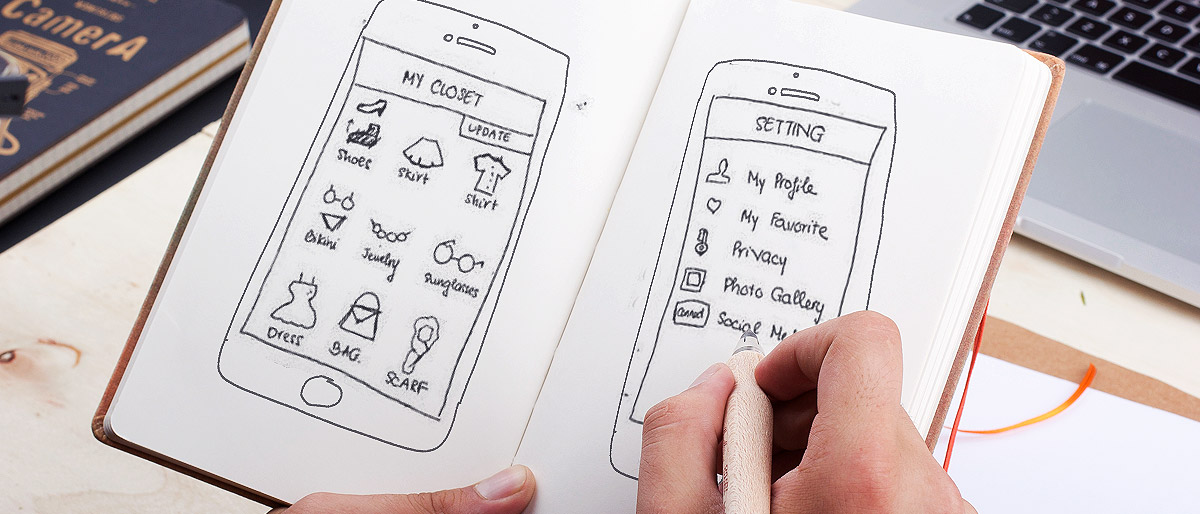 CamerA
MY CLOSET
UPDATE
Shoes
Skirt
Shirt
Bikini
Jewelry
Sunglasses
Dress
BAG.
SCARF
SETTING
My Profile
My Favorite
Privacy
Photo Gallery
Social